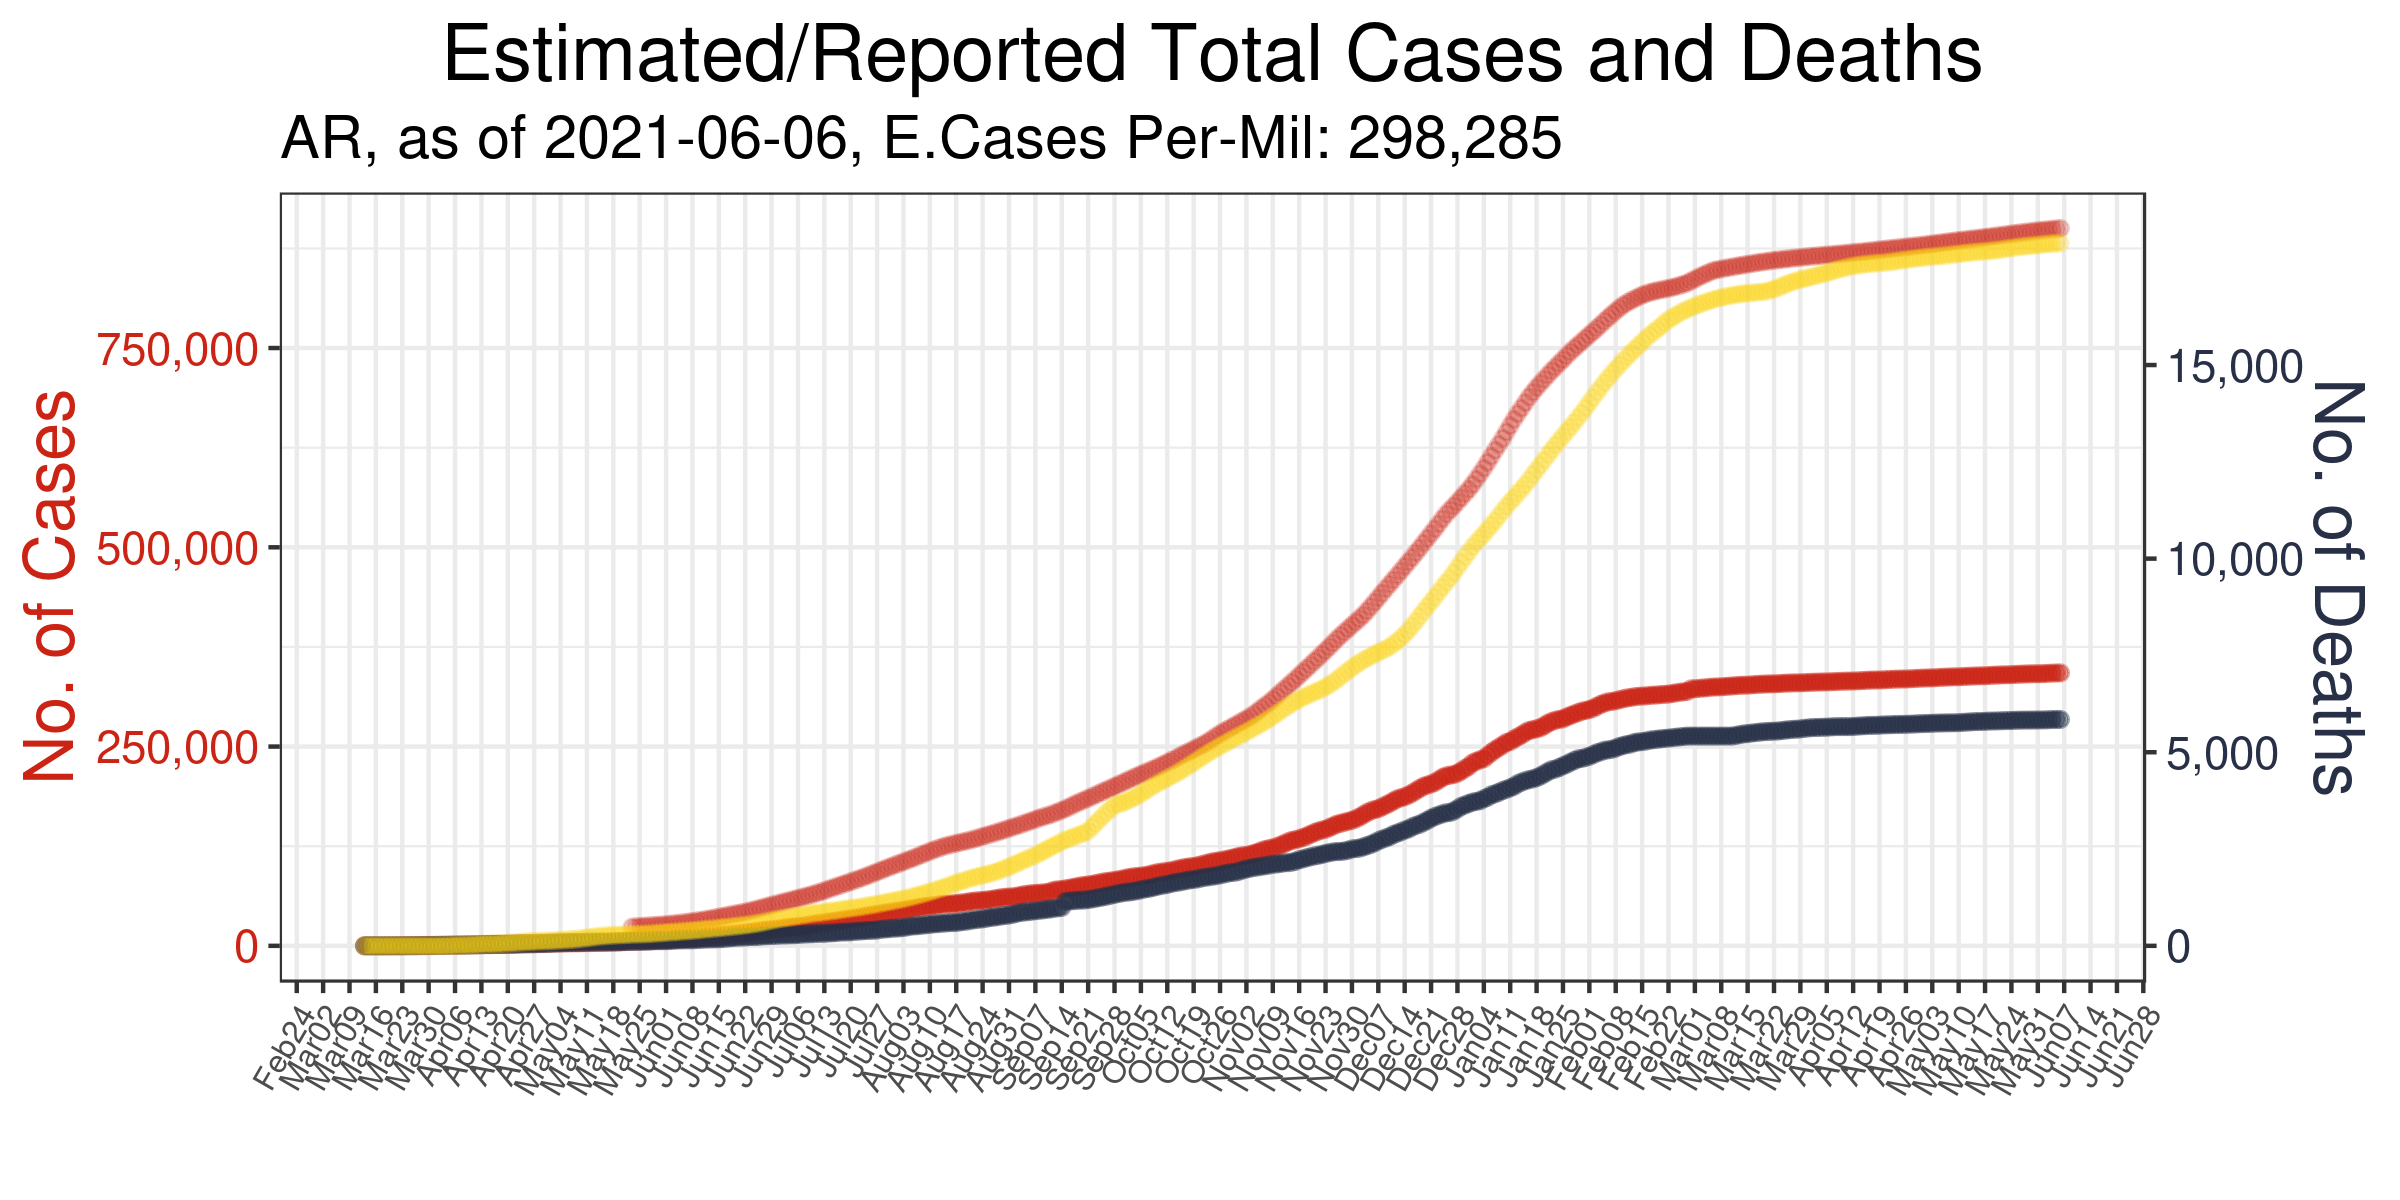 Estimated/Reported Total Cases and Deaths
AR, as of 2021-06-06, E.Cases Per-Mil: 298,285
No. of Cases
750,000
500,000
250,000
0
15,000
10,000
5,000
0
No. of Deaths
Feb24
Mar02
Mar09
Mar16
Mar23
Mar30
Apr06
Apr13
Apr20
Apr27
May04
May11
May18
May25
Jun01
Jun08
Jun15
Jun22
Jun29
Jul06
Jul13
Jul20
Jul27
Aug03
Aug10
Aug17
Aug24
Aug31
Sep07
Sep14
Sep21
Sep28
Oct05
Oct12
Oct19
Oct26
Nov02
Nov09
Nov16
Nov23
Nov30
Dec07
Dec14
Dec21
Dec28
Jan04
Jan11
Jan18
Jan25
Feb01
Feb08
Feb15
Feb22
Mar01
Mar08
Mar15
Mar22
Mar29
Apr05
Apr12
Apr19
Apr26
May03
May10
May17
May24
May31
Jun07
Jun14
Jun21
Jun28